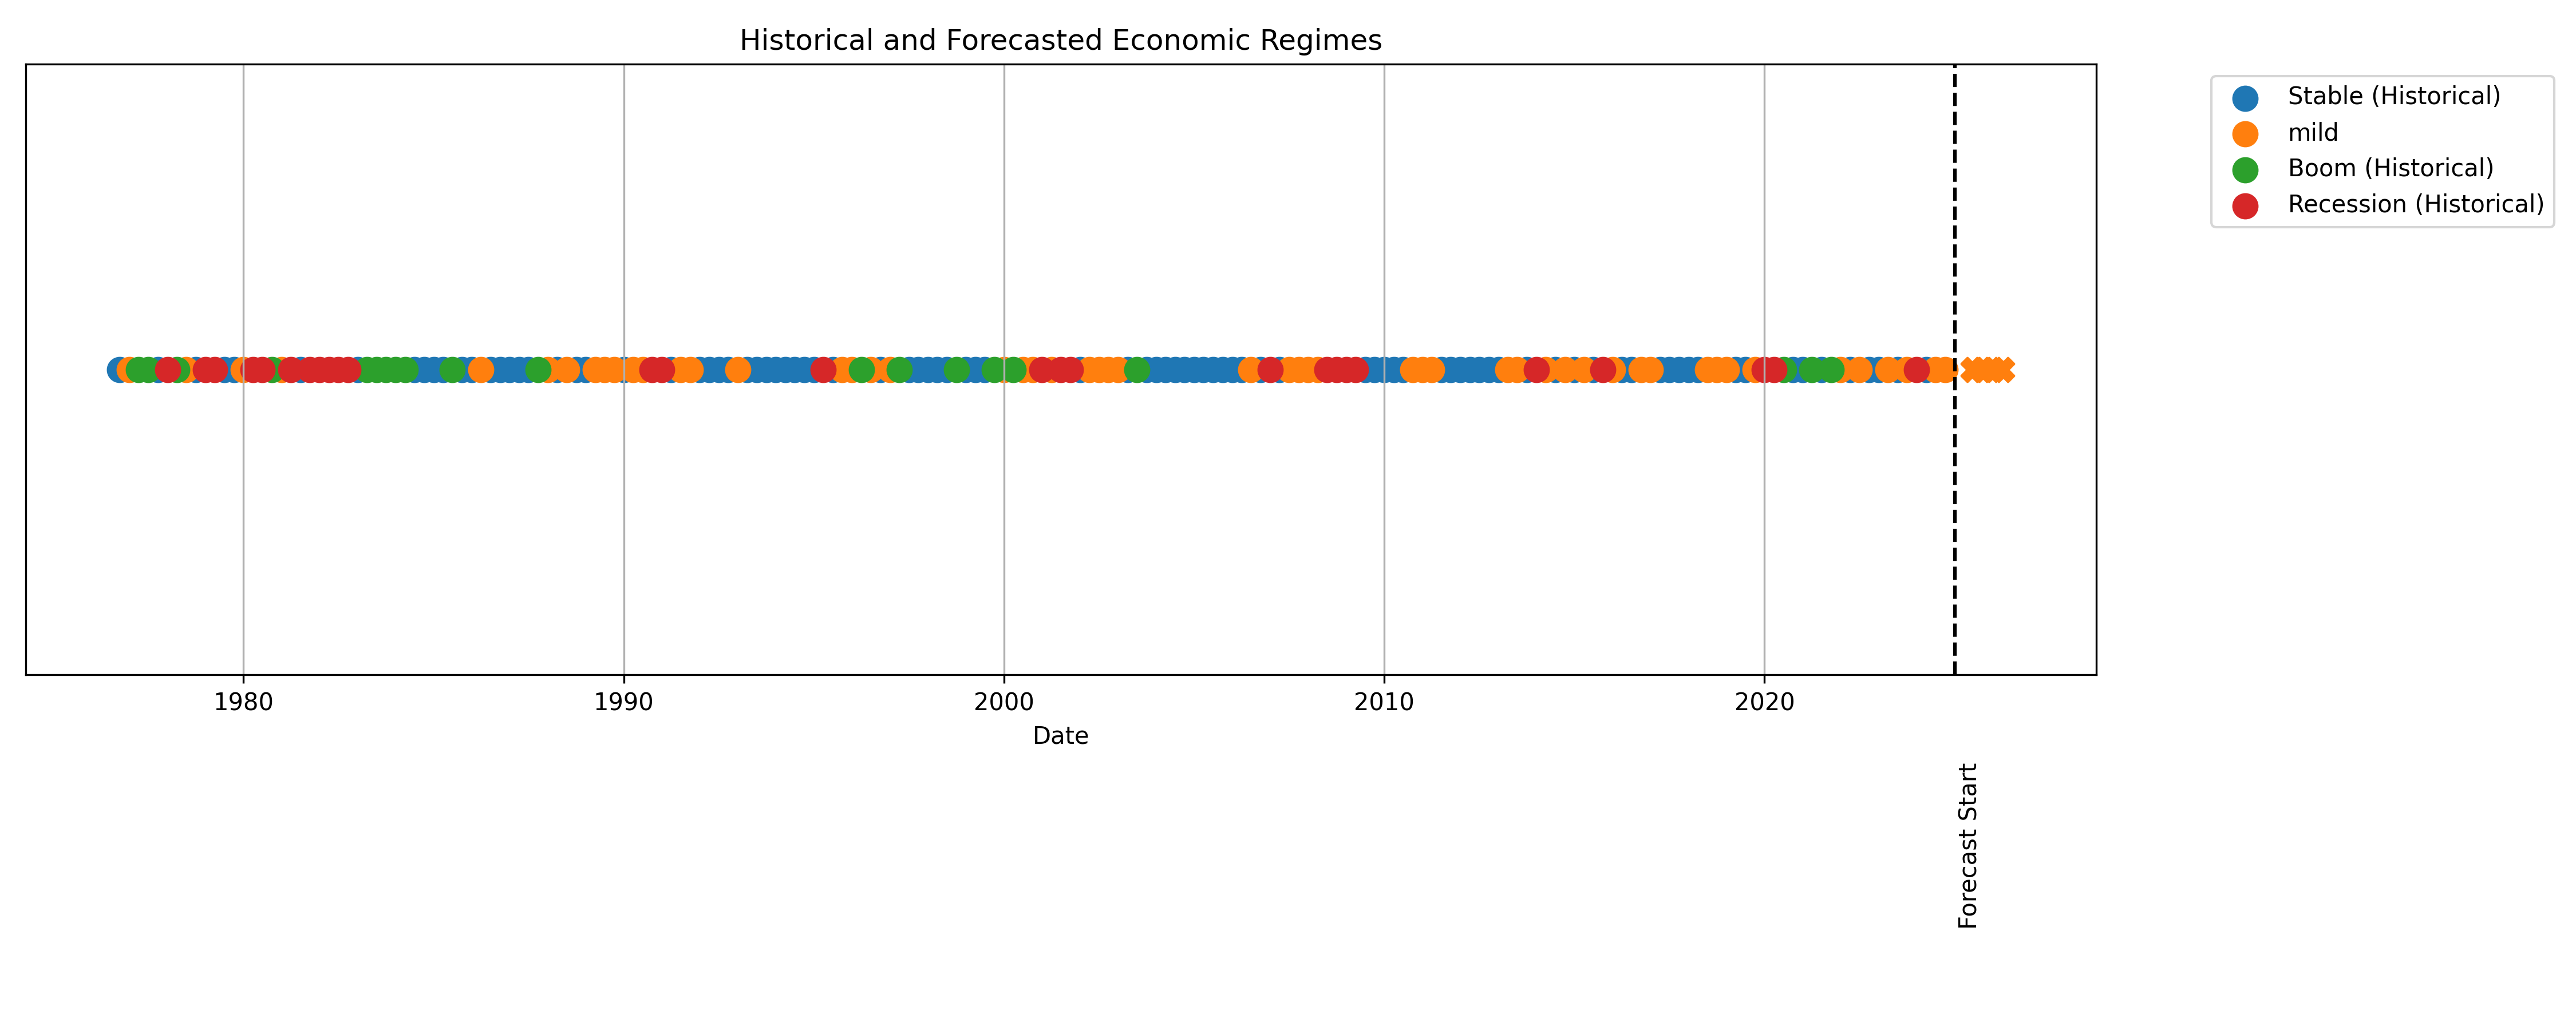 Historical and Forecasted Economic Regimes
Stable (Historical)
mild
Boom (Historical)
Recession (Historical)
1980
1990
2000
2010
2020
Date
Forecast Start